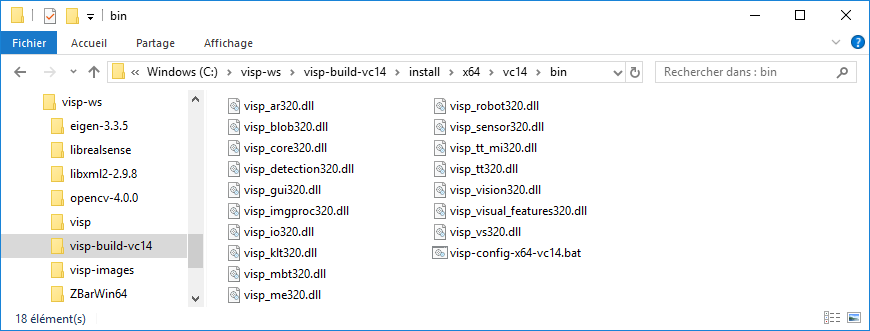 bin
Fichier Accueil Partage Affichage
Windows (C:) visp-ws visp-build-vc14 install x64 vc14 bin Rechercher dans : bin
visp-ws
eigen-3.3.5
librealsense
libxml2-2.9.8
opencv-4.0.0
visp
visp-build-vc14
visp-images
ZBarWin64
visp_ar320.dll
visp_blob320.dll
visp_core320.dll
visp_detection320.dll
visp_gui320.dll
visp_imgproc320.dll
visp_io320.dll
visp_klt320.dll
visp_mbt320.dll
visp_me320.dll
visp_robot320.dll
visp_sensor320.dll
visp_tt_mi320.dll
visp_tt320.dll
visp_vision320.dll
visp_visual_features320.dll
visp_vs320.dll
visp-config-x64-vc14.bat
18 élément(s)